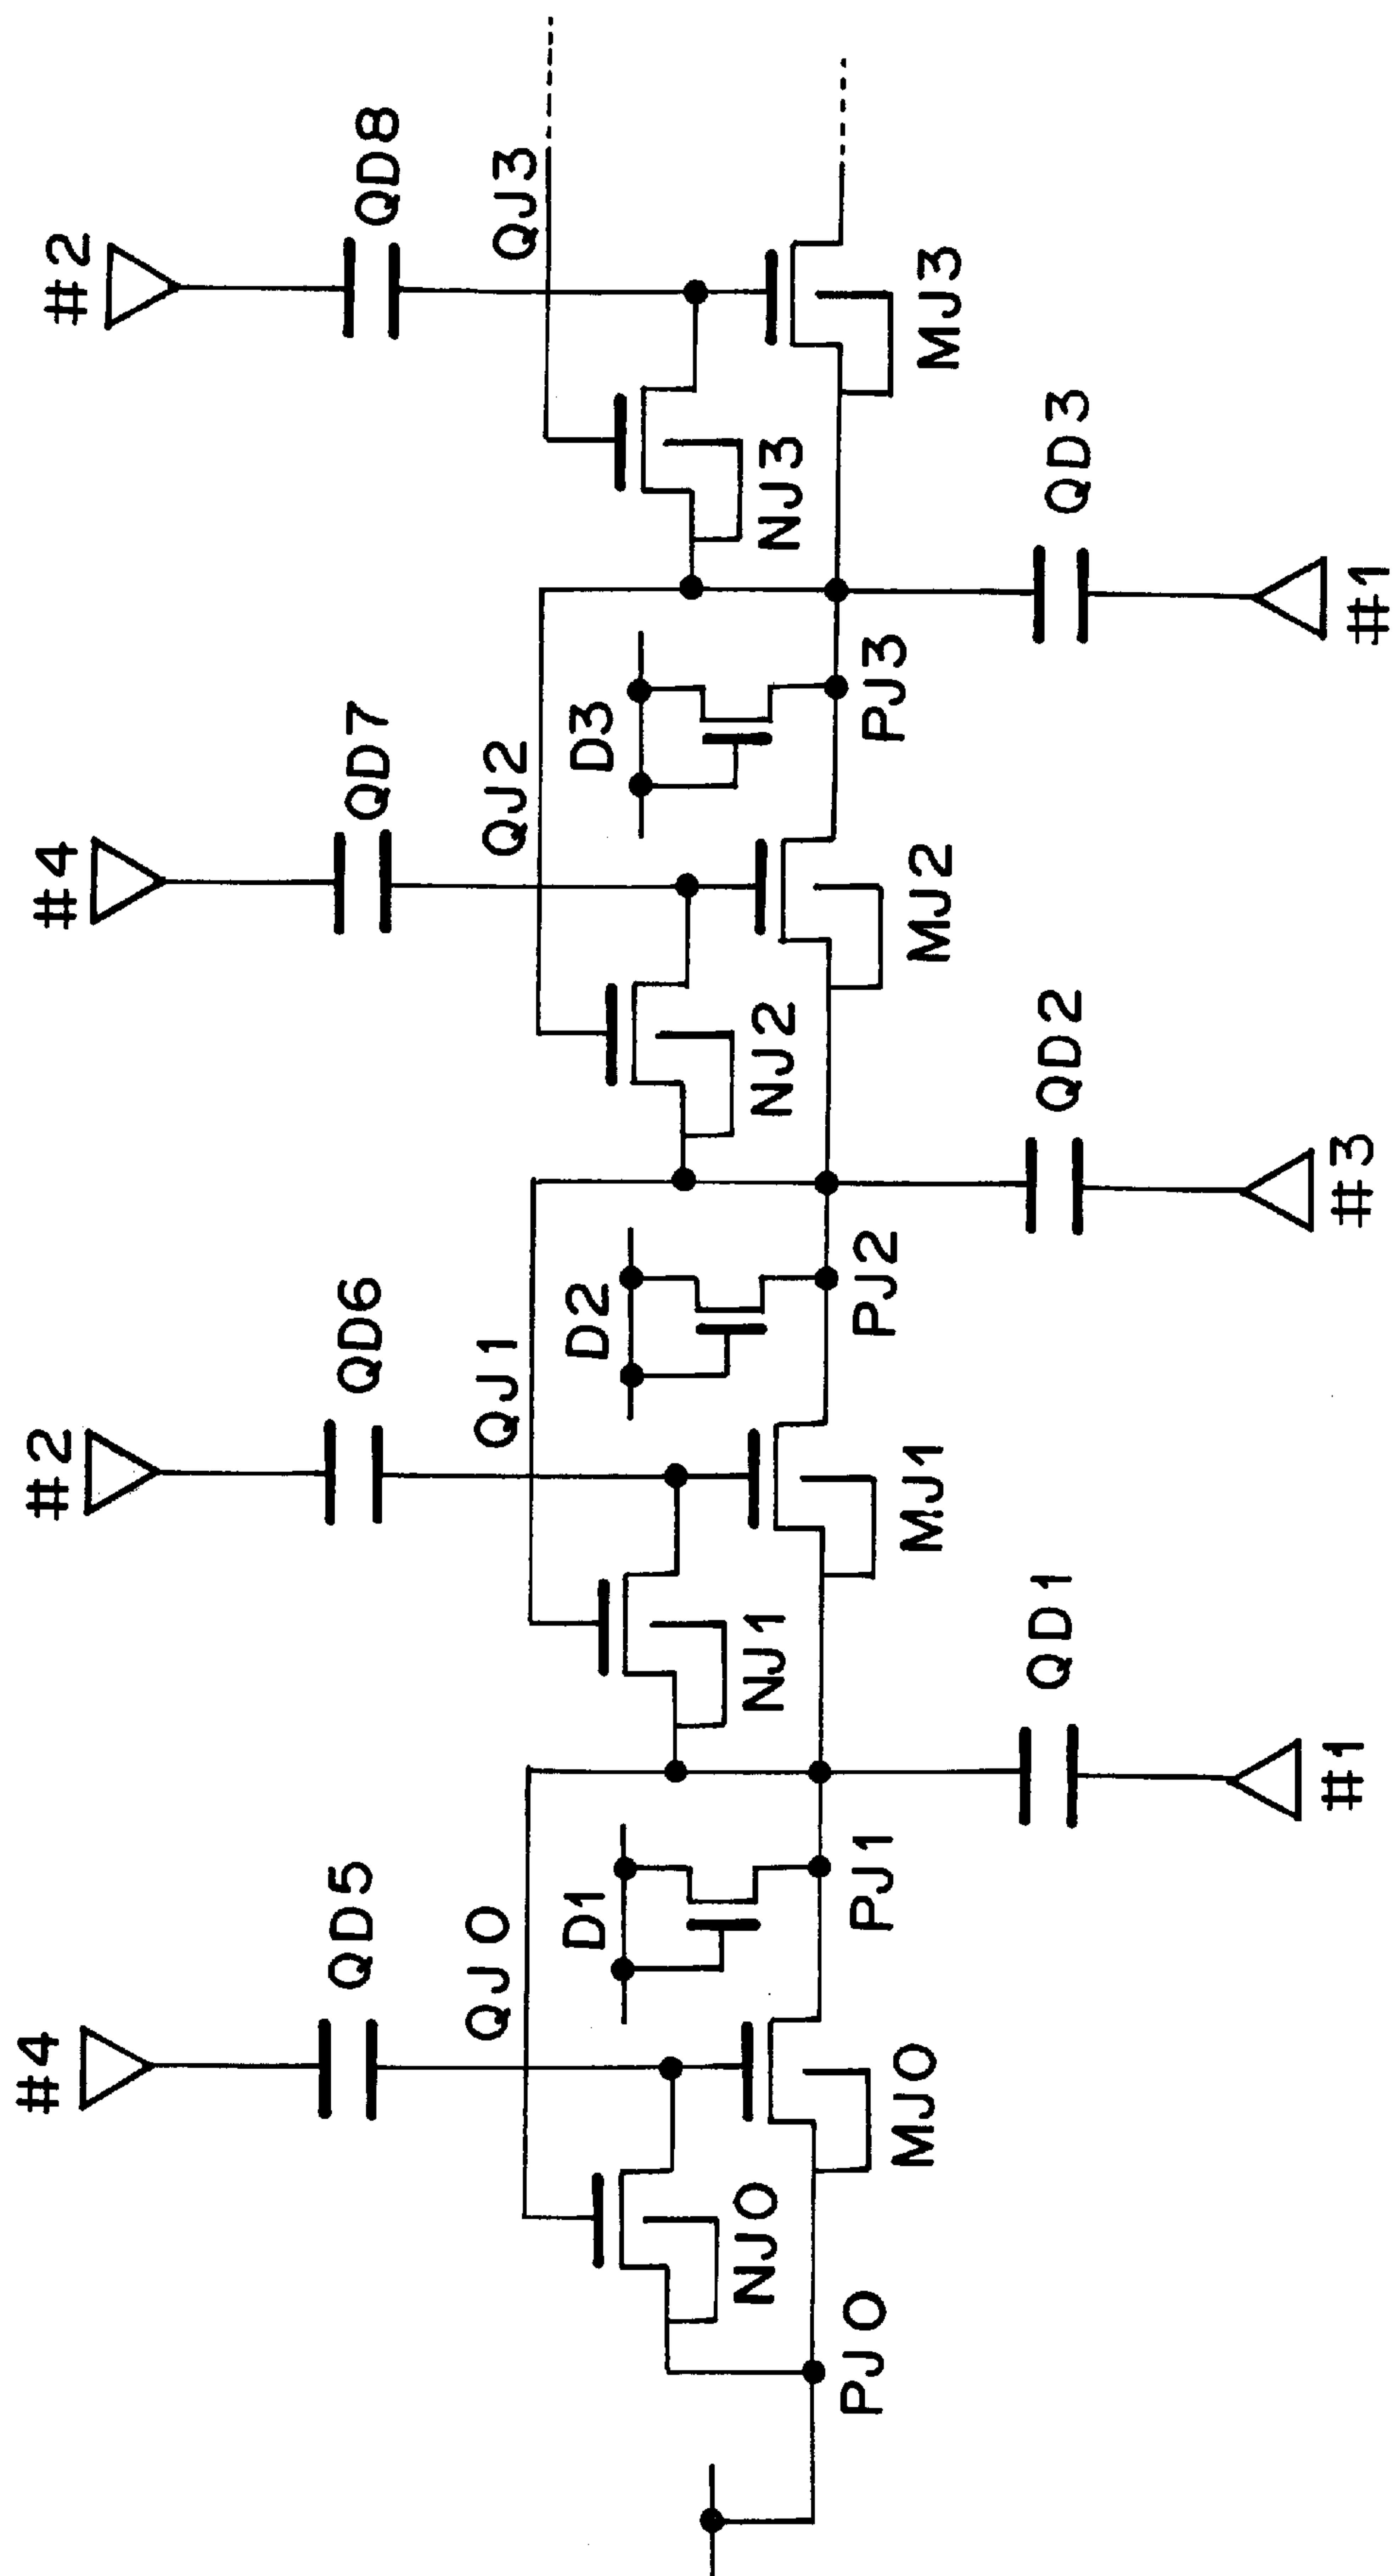 #4
#2
#4
#2
QD5
QD6
QD7
QD8
QJ0
QJ1
QJ2
QJ3
D1
D2
D3
NJ0
NJ1
NJ2
NJ3
PJ0
MJ0
PJ1
MJ1
PJ2
MJ2
PJ3
MJ3
QD1
QD2
QD3
#1
#3
#1